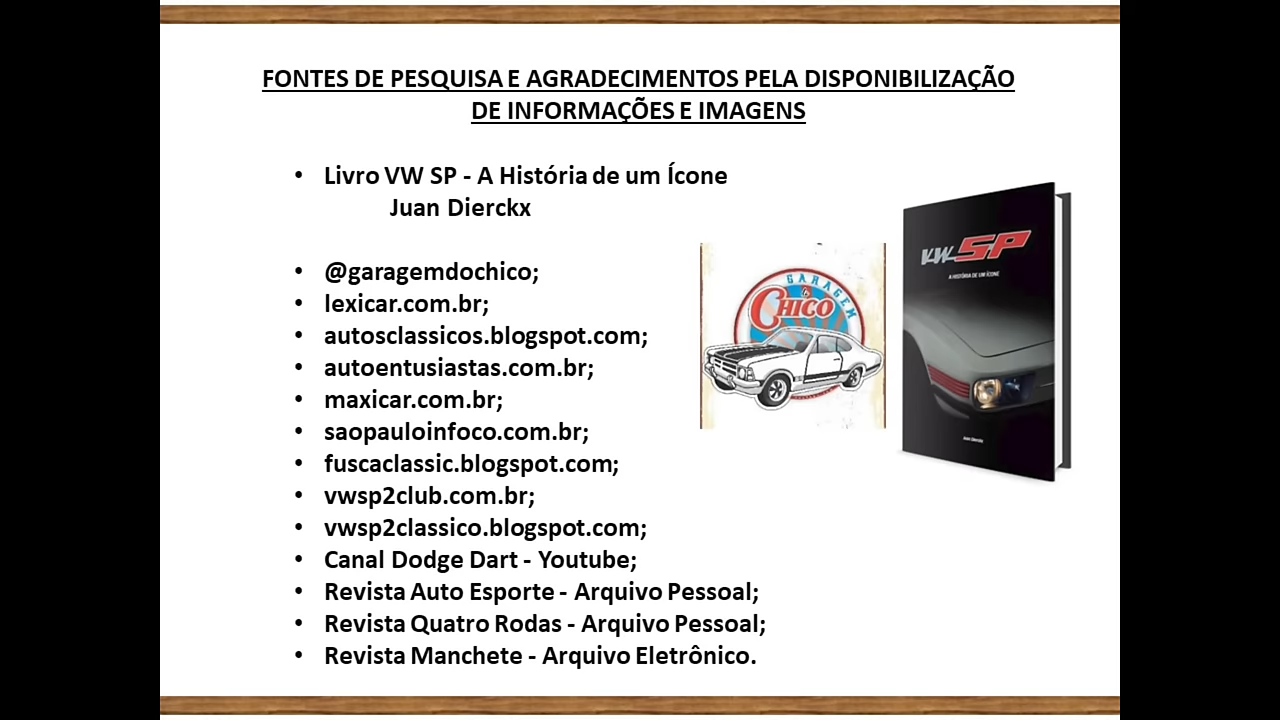 FONTES DE PESQUISA E AGRADECIMENTOS PELA DISPONIBILIZAÇÃO
DE INFORMAÇÕES E IMAGENS
• Livro VW SP - A História de um Ícone
Juan Dierckx
• @garagemdochico;
• lexicar.com.br;
• autosclassicos.blogspot.com;
• autoentusiastas.com.br;
• maxicar.com.br;
• saopauloinfoco.com.br;
• fuscaclassic.blogspot.com;
• vwsp2club.com.br;
• vwsp2classico.blogspot.com;
• Canal Dodge Dart - Youtube;
• Revista Auto Esporte - Arquivo Pessoal;
• Revista Quatro Rodas - Arquivo Pessoal;
• Revista Manchete - Arquivo Eletrônico.
GARAGEM
CHICO
VW SP
A HISTÓRIA DE UM ÍCONE
Juan Dierckx